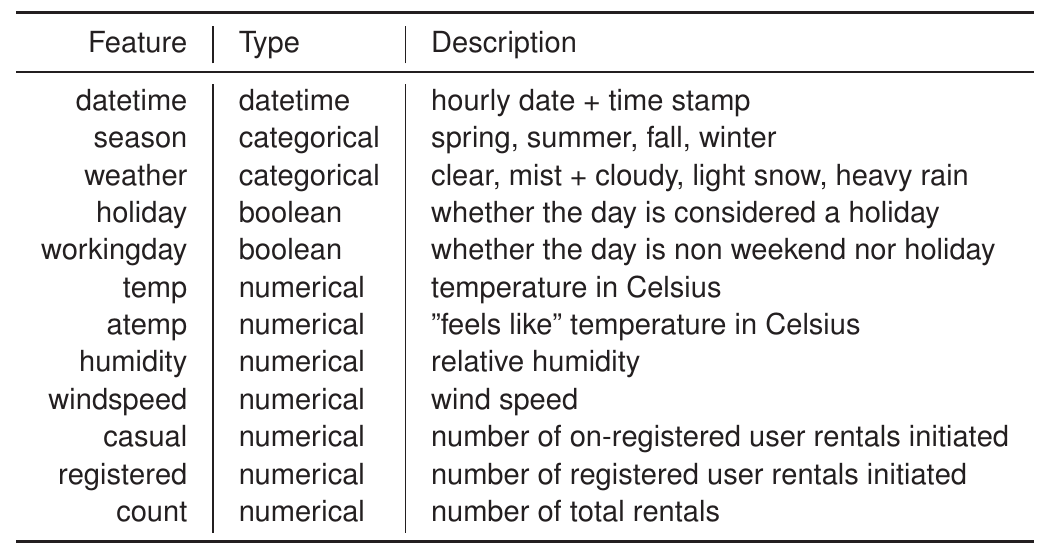 Feature Type Description
datetime datetime hourly date + time stamp
season categorical spring, summer, fall, winter
weather categorical clear, mist + cloudy, light snow, heavy rain
holiday boolean whether the day is considered a holiday
workingday boolean whether the day is non weekend nor holiday
temp numerical temperature in Celsius
atemp numerical ”feels like” temperature in Celsius
humidity numerical relative humidity
windspeed numerical wind speed
casual numerical number of on-registered user rentals initiated
registered numerical number of registered user rentals initiated
count numerical number of total rentals